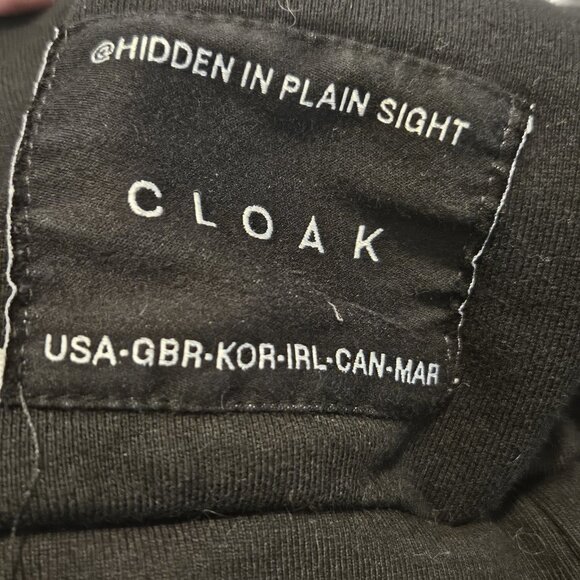 @HIDDEN IN PLAIN SIGHT
CLOAK
USA·GBR·KOR·IRL·CAN·MAR